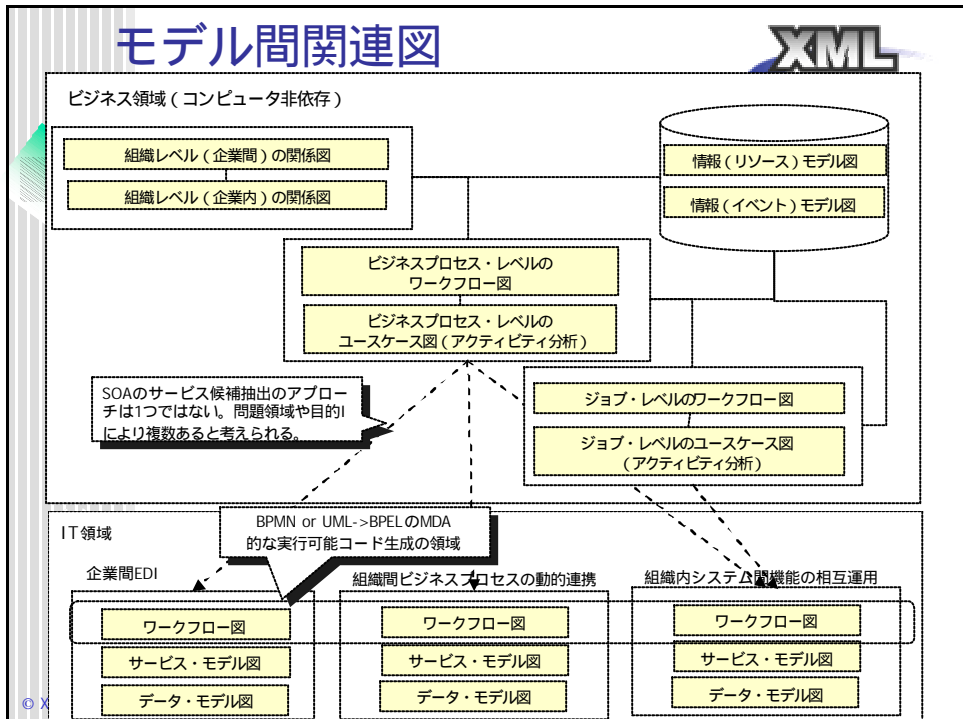 モデル間関連図
XML
ビジネス領域（コンピュータ非依存）
組織レベル（企業間）の関係図
組織レベル（企業内）の関係図
情報（リソース）モデル図
情報（イベント）モデル図
ビジネスプロセス・レベルの
ワークフロー図
ビジネスプロセス・レベルの
ユースケース図（アクティビティ分析）
SOAのサービス候補抽出のアプロー
チは1つではない。問題領域や目的l
により複数あると考えられる。
ジョブ・レベルのワークフロー図
ジョブ・レベルのユースケース図
（アクティビティ分析）
IT領域
BPMN or UML->BPELのMDA
的な実行可能コード生成の領域
企業間EDI
組織間ビジネスプロセスの動的連携
組織内システム間機能の相互運用
ワークフロー図
サービス・モデル図
データ・モデル図
ワークフロー図
サービス・モデル図
データ・モデル図
ワークフロー図
サービス・モデル図
データ・モデル図
© X